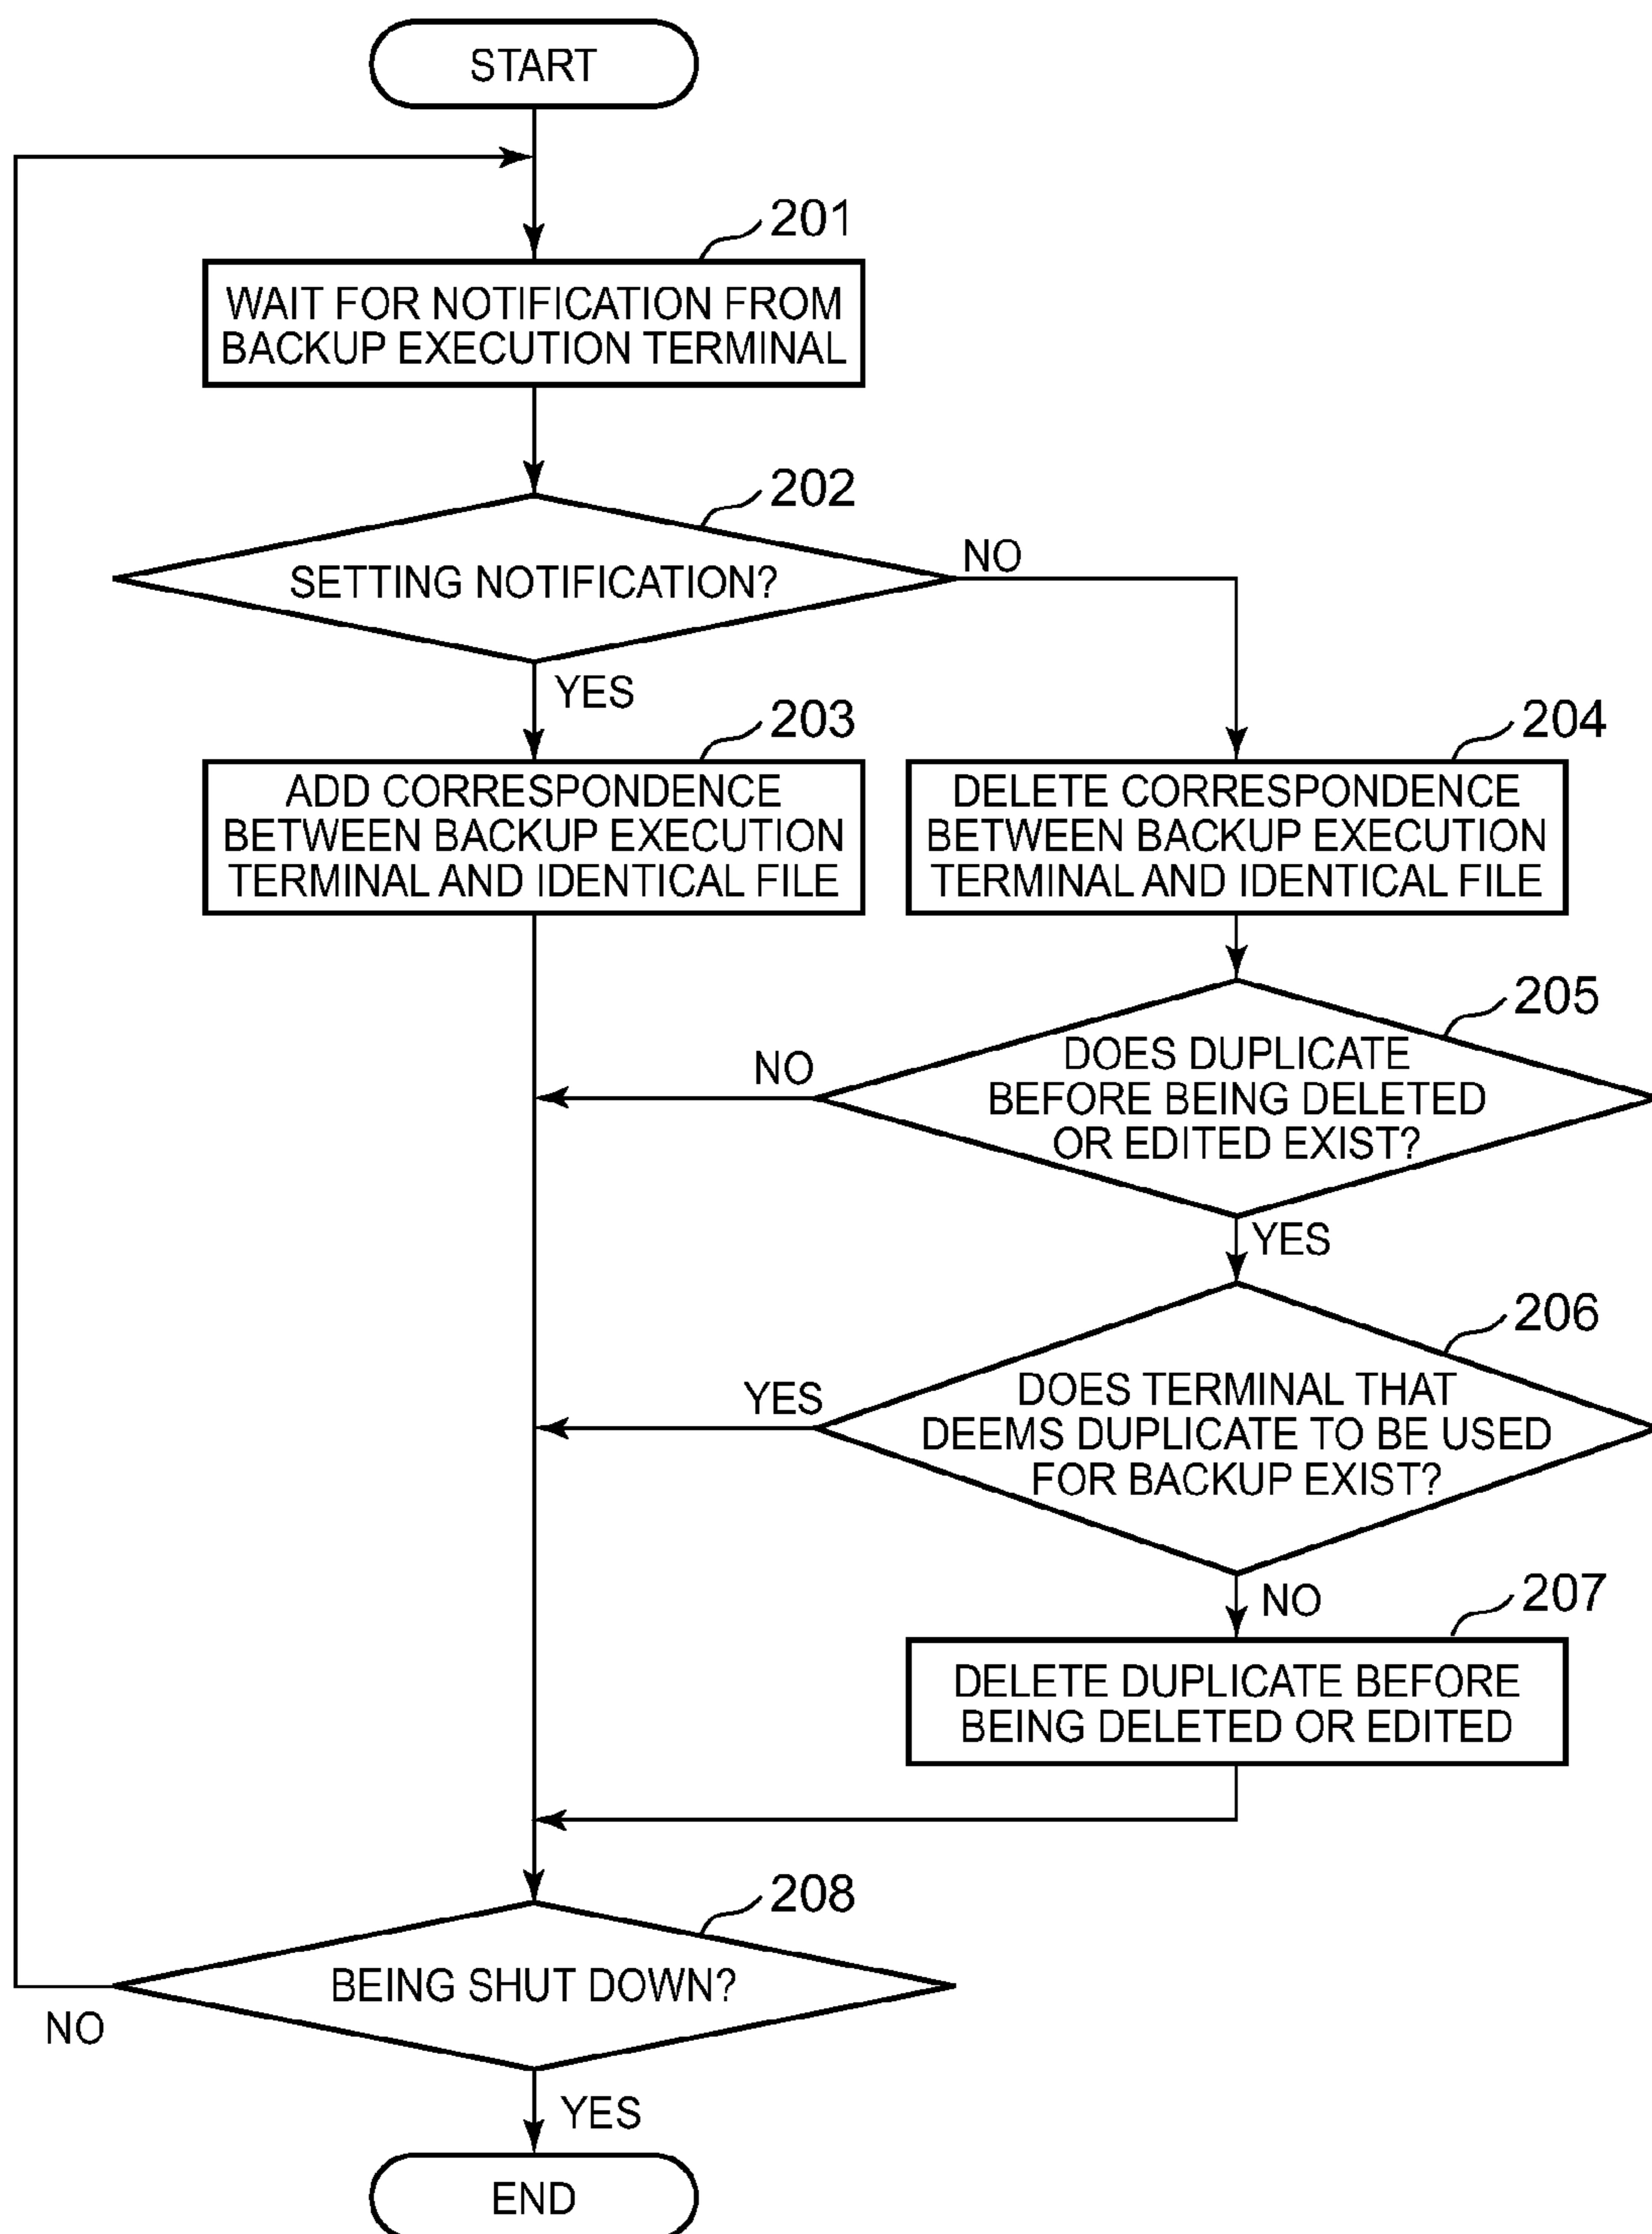 START
201
WAIT FOR NOTIFICATION FROM
BACKUP EXECUTION TERMINAL
202
SETTING NOTIFICATION?
NO
YES
203
ADD CORRESPONDENCE
BETWEEN BACKUP EXECUTION
TERMINAL AND IDENTICAL FILE
204
DELETE CORRESPONDENCE
BETWEEN BACKUP EXECUTION
TERMINAL AND IDENTICAL FILE
205
DOES DUPLICATE
BEFORE BEING DELETED
OR EDITED EXIST?
NO
YES
206
DOES TERMINAL THAT
DEEMS DUPLICATE TO BE USED
FOR BACKUP EXIST?
YES
NO
207
DELETE DUPLICATE BEFORE
BEING DELETED OR EDITED
208
BEING SHUT DOWN?
NO
YES
END